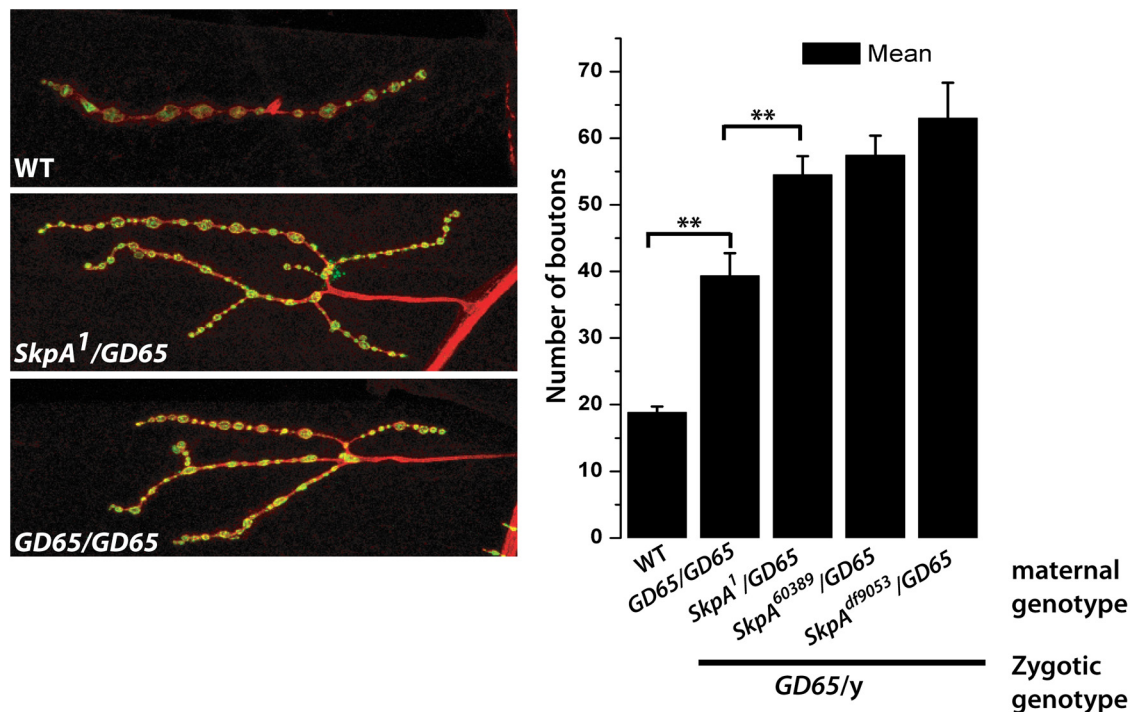 WT
SkpA1/GD65
GD65/GD65
Mean
Number of boutons
70
60
50
40
30
20
10
0
**
**
WT
GD65/GD65
SkpA1/GD65
SkpA60389/GD65
SkpAdf9053/GD65
maternal
genotype
GD65/y
Zygotic
genotype